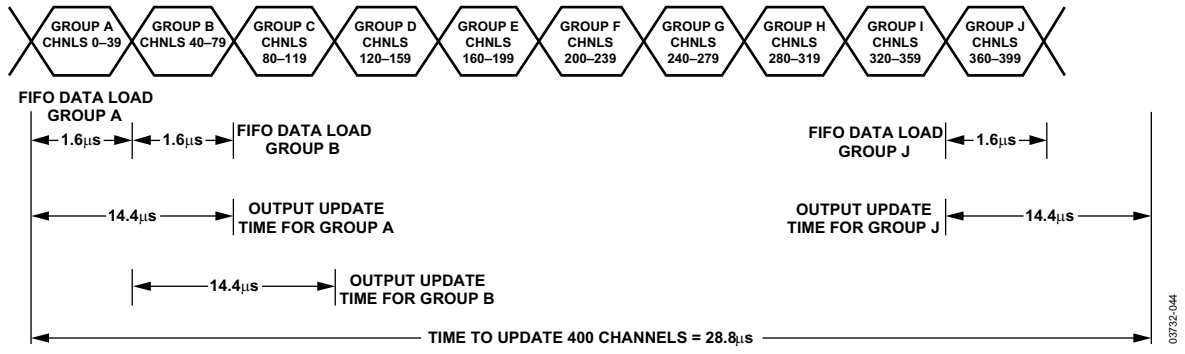 GROUP A
CHNLS 0–39
GROUP B
CHNLS 40–79
GROUP C
CHNLS
80–119
GROUP D
CHNLS
120–159
GROUP E
CHNLS
160–199
GROUP F
CHNLS
200–239
GROUP G
CHNLS
240–279
GROUP H
CHNLS
280–319
GROUP I
CHNLS
320–359
GROUP J
CHNLS
360–399
FIFO DATA LOAD
GROUP A
1.6µs
1.6µs
FIFO DATA LOAD
GROUP B
FIFO DATA LOAD
GROUP J
1.6µs
14.4µs
OUTPUT UPDATE
TIME FOR GROUP A
OUTPUT UPDATE
TIME FOR GROUP J
14.4µs
14.4µs
OUTPUT UPDATE
TIME FOR GROUP B
TIME TO UPDATE 400 CHANNELS = 28.8µs
03732-044